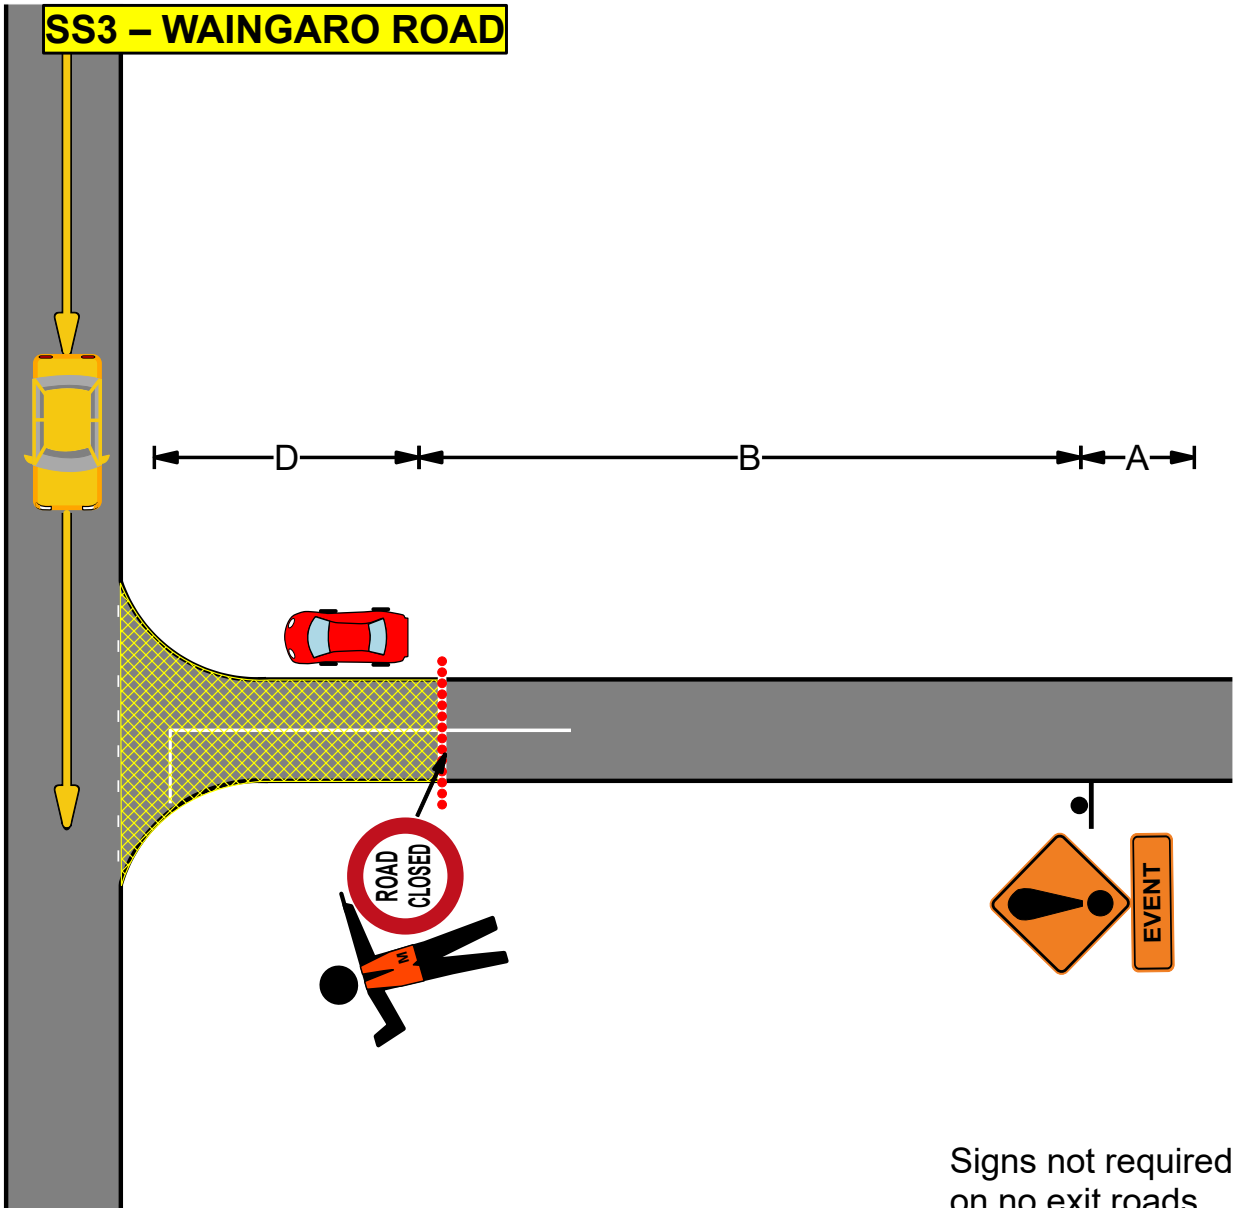 SS3 – WAINGARO ROAD
D
B
A
ROAD
CLOSED
M
EVENT
Signs not required
on no exit roads